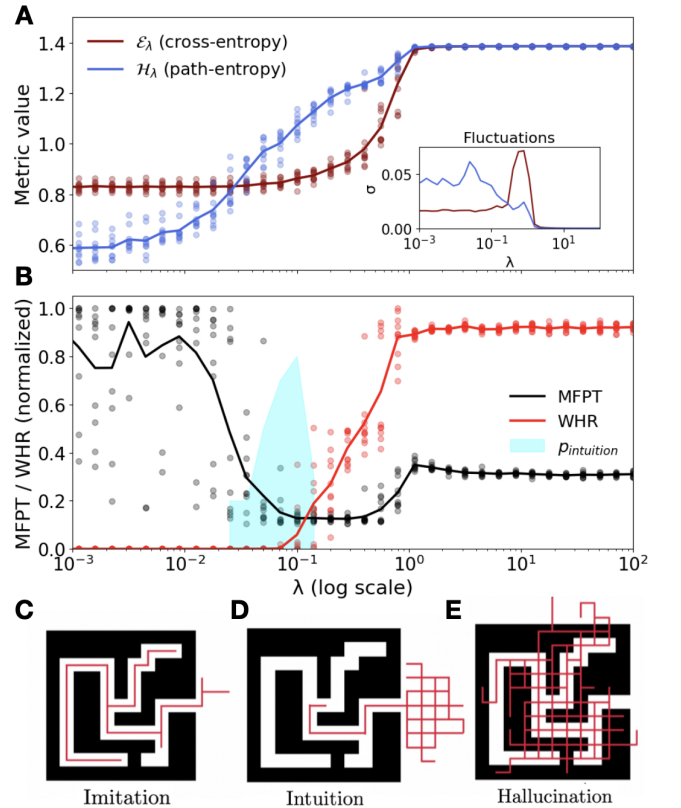 A
Metric value
1.4
1.2
1.0
0.8
0.6
ℰλ (cross-entropy)
ℋλ (path-entropy)
Fluctuations
σ
0.05
0.00
10⁻³ 10⁻¹ 10¹
λ
B
MFPT / WHR (normalized)
1.0
0.8
0.6
0.4
0.2
0.0
MFPT
WHR
p_intuition
10⁻³ 10⁻² 10⁻¹ 10⁰ 10¹ 10²
λ (log scale)
C D E
Imitation Intuition Hallucination